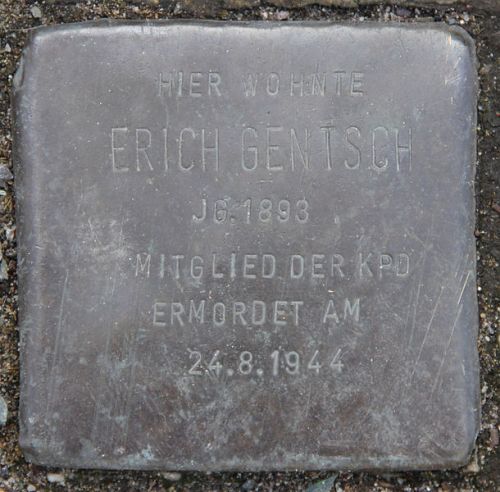 HIER WOHNTE
ERICH GENTSCH
JG. 1893
MITGLIED DER KPD
ERMORDET AM
24.8.1944